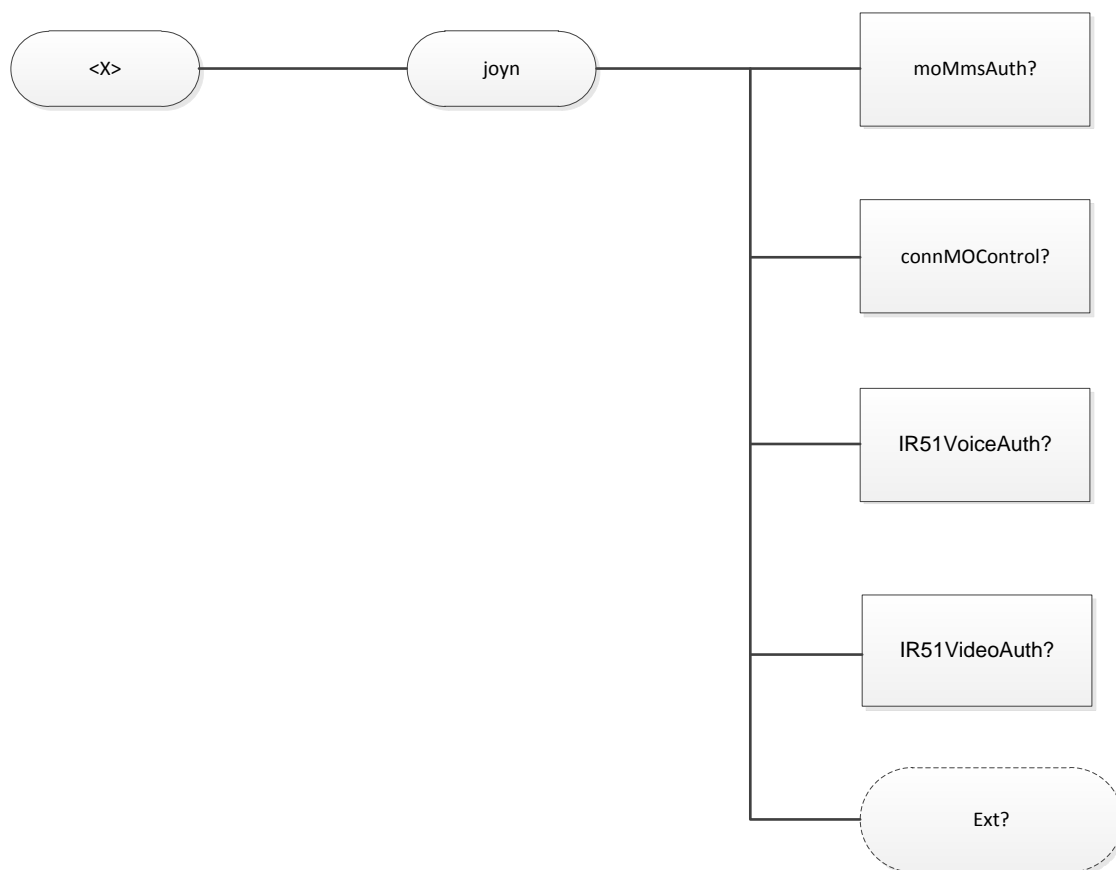 <X>
joyn
moMmsAuth?
connMOControl?
IR51VoiceAuth?
IR51VideoAuth?
Ext?